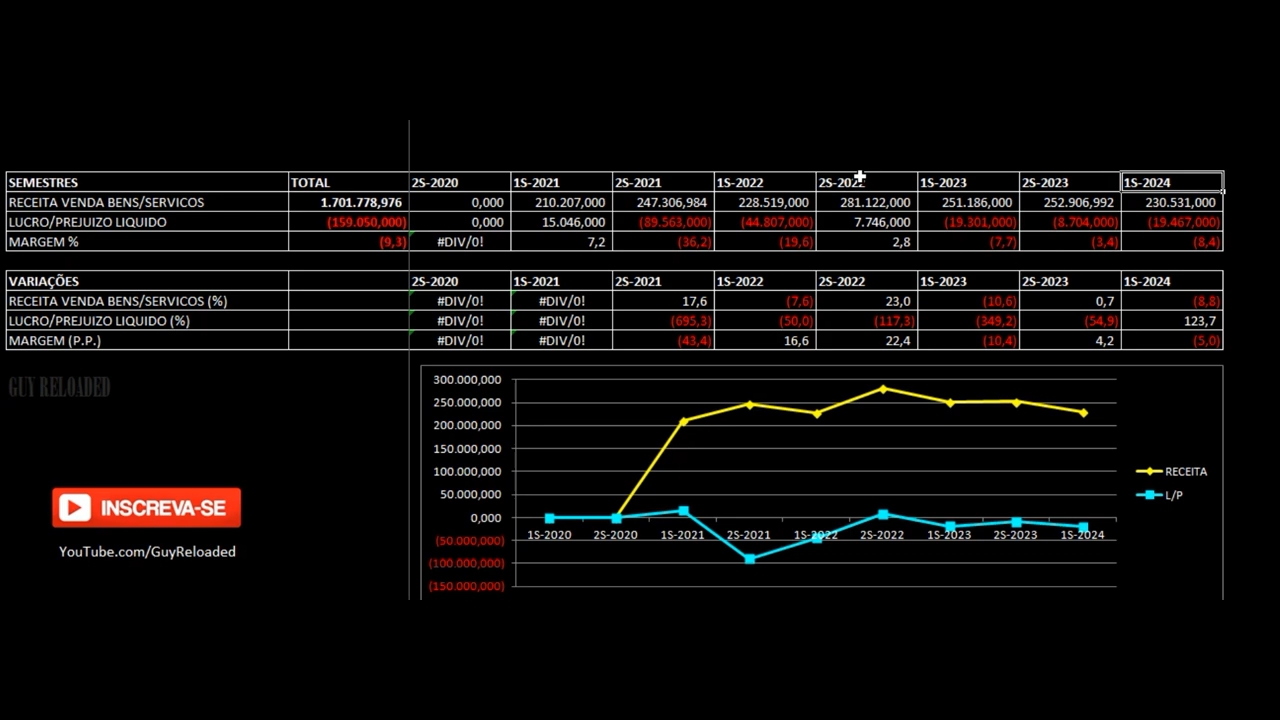 SEMESTRES TOTAL 2S-2020 1S-2021 2S-2021 1S-2022 2S-2022 1S-2023 2S-2023 1S-2024
RECEITA VENDA BENS/SERVICOS 1.701.778,976 0,000 210.207,000 247.306,984 228.519,000 281.122,000 251.186,000 252.906,992 230.531,000
LUCRO/PREJUIZO LIQUIDO (159.050,000) 0,000 15.046,000 (89.563,000) (44.807,000) 7.746,000 (19.301,000) (8.704,000) (19.467,000)
MARGEM % (9,3) #DIV/0! 7,2 (36,2) (19,6) 2,8 (7,7) (3,4) (8,4)
VARIAÇÕES 2S-2020 1S-2021 2S-2021 1S-2022 2S-2022 1S-2023 2S-2023 1S-2024
RECEITA VENDA BENS/SERVICOS (%) #DIV/0! #DIV/0! 17,6 (7,6) 23,0 (10,6) 0,7 (8,8)
LUCRO/PREJUIZO LIQUIDO (%) #DIV/0! #DIV/0! (695,3) (50,0) (117,3) (349,2) (54,9) 123,7
MARGEM (P.P.) #DIV/0! #DIV/0! (43,4) 16,6 22,4 (10,4) 4,2 (5,0)
GUY RELOADED
INSCREVA-SE
YouTube.com/GuyReloaded
300.000,000
250.000,000
200.000,000
150.000,000
100.000,000
50.000,000
0,000
(50.000,000)
(100.000,000)
(150.000,000)
1S-2020 2S-2020 1S-2021 2S-2021 1S-2022 2S-2022 1S-2023 2S-2023 1S-2024
RECEITA
L/P